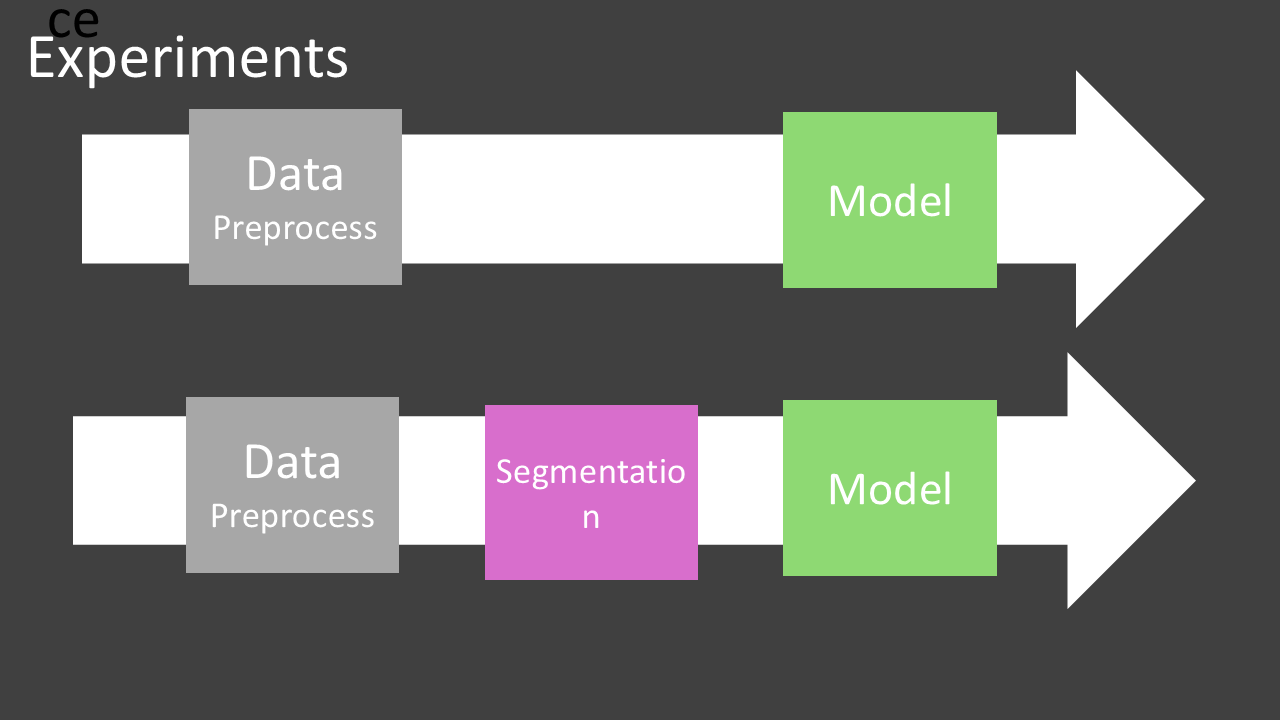 ce
Experiments
Data
Preprocess
Model
Data
Preprocess
Segmentatio
n
Model